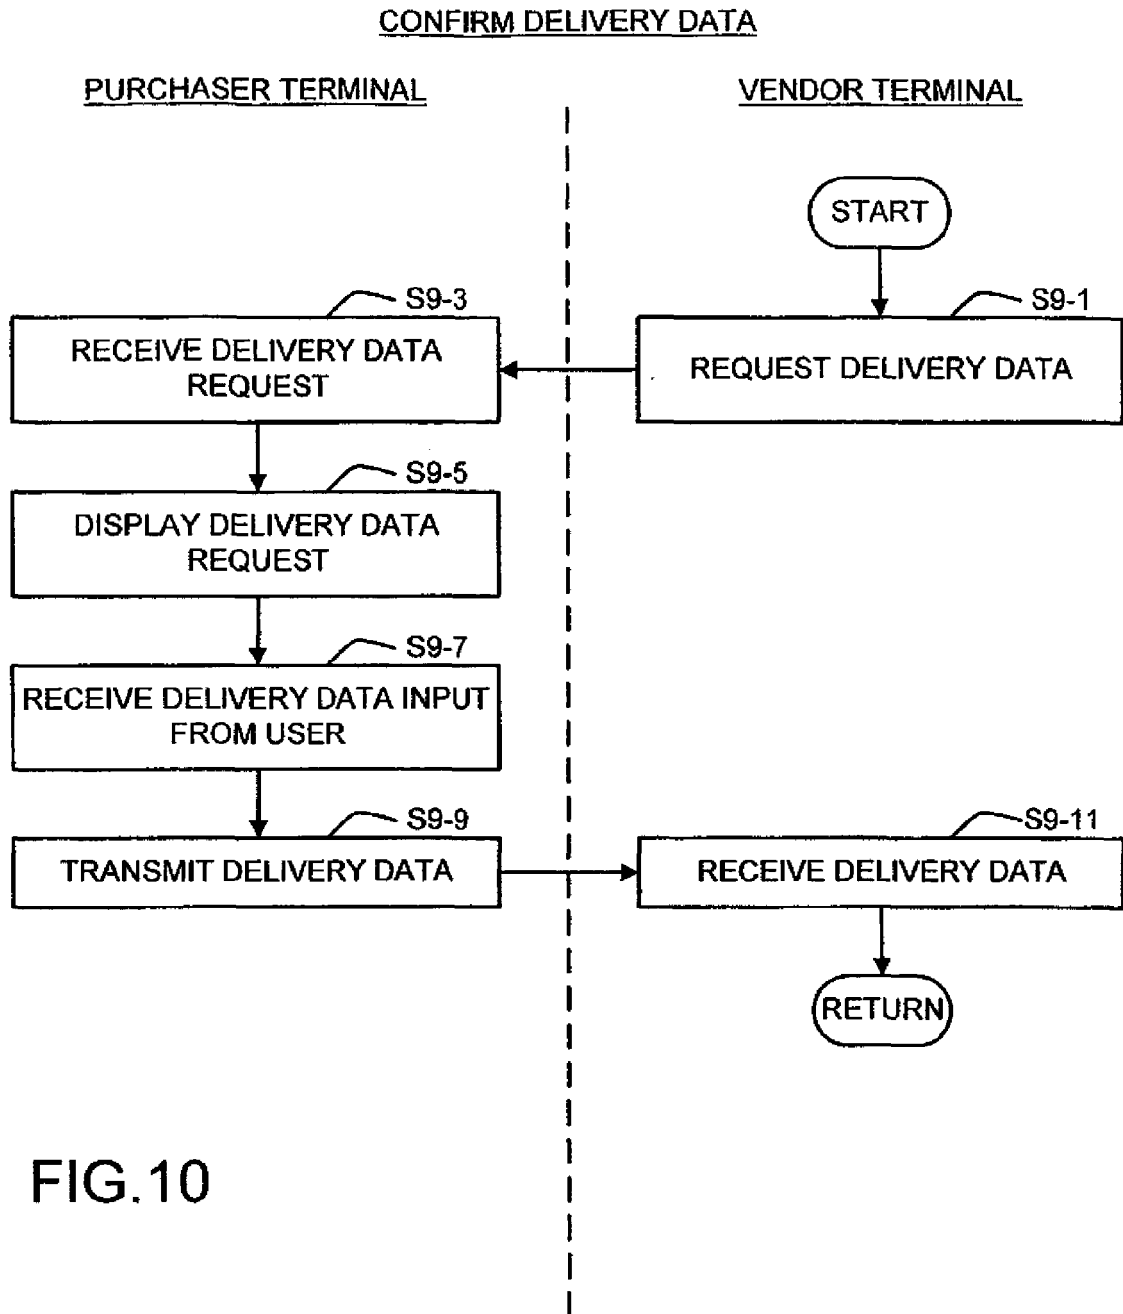 CONFIRM DELIVERY DATA
PURCHASER TERMINAL
VENDOR TERMINAL
START
S9-3
S9-1
RECEIVE DELIVERY DATA
REQUEST
REQUEST DELIVERY DATA
S9-5
DISPLAY DELIVERY DATA
REQUEST
S9-7
RECEIVE DELIVERY DATA INPUT
FROM USER
S9-9
S9-11
TRANSMIT DELIVERY DATA
RECEIVE DELIVERY DATA
RETURN
FIG.10